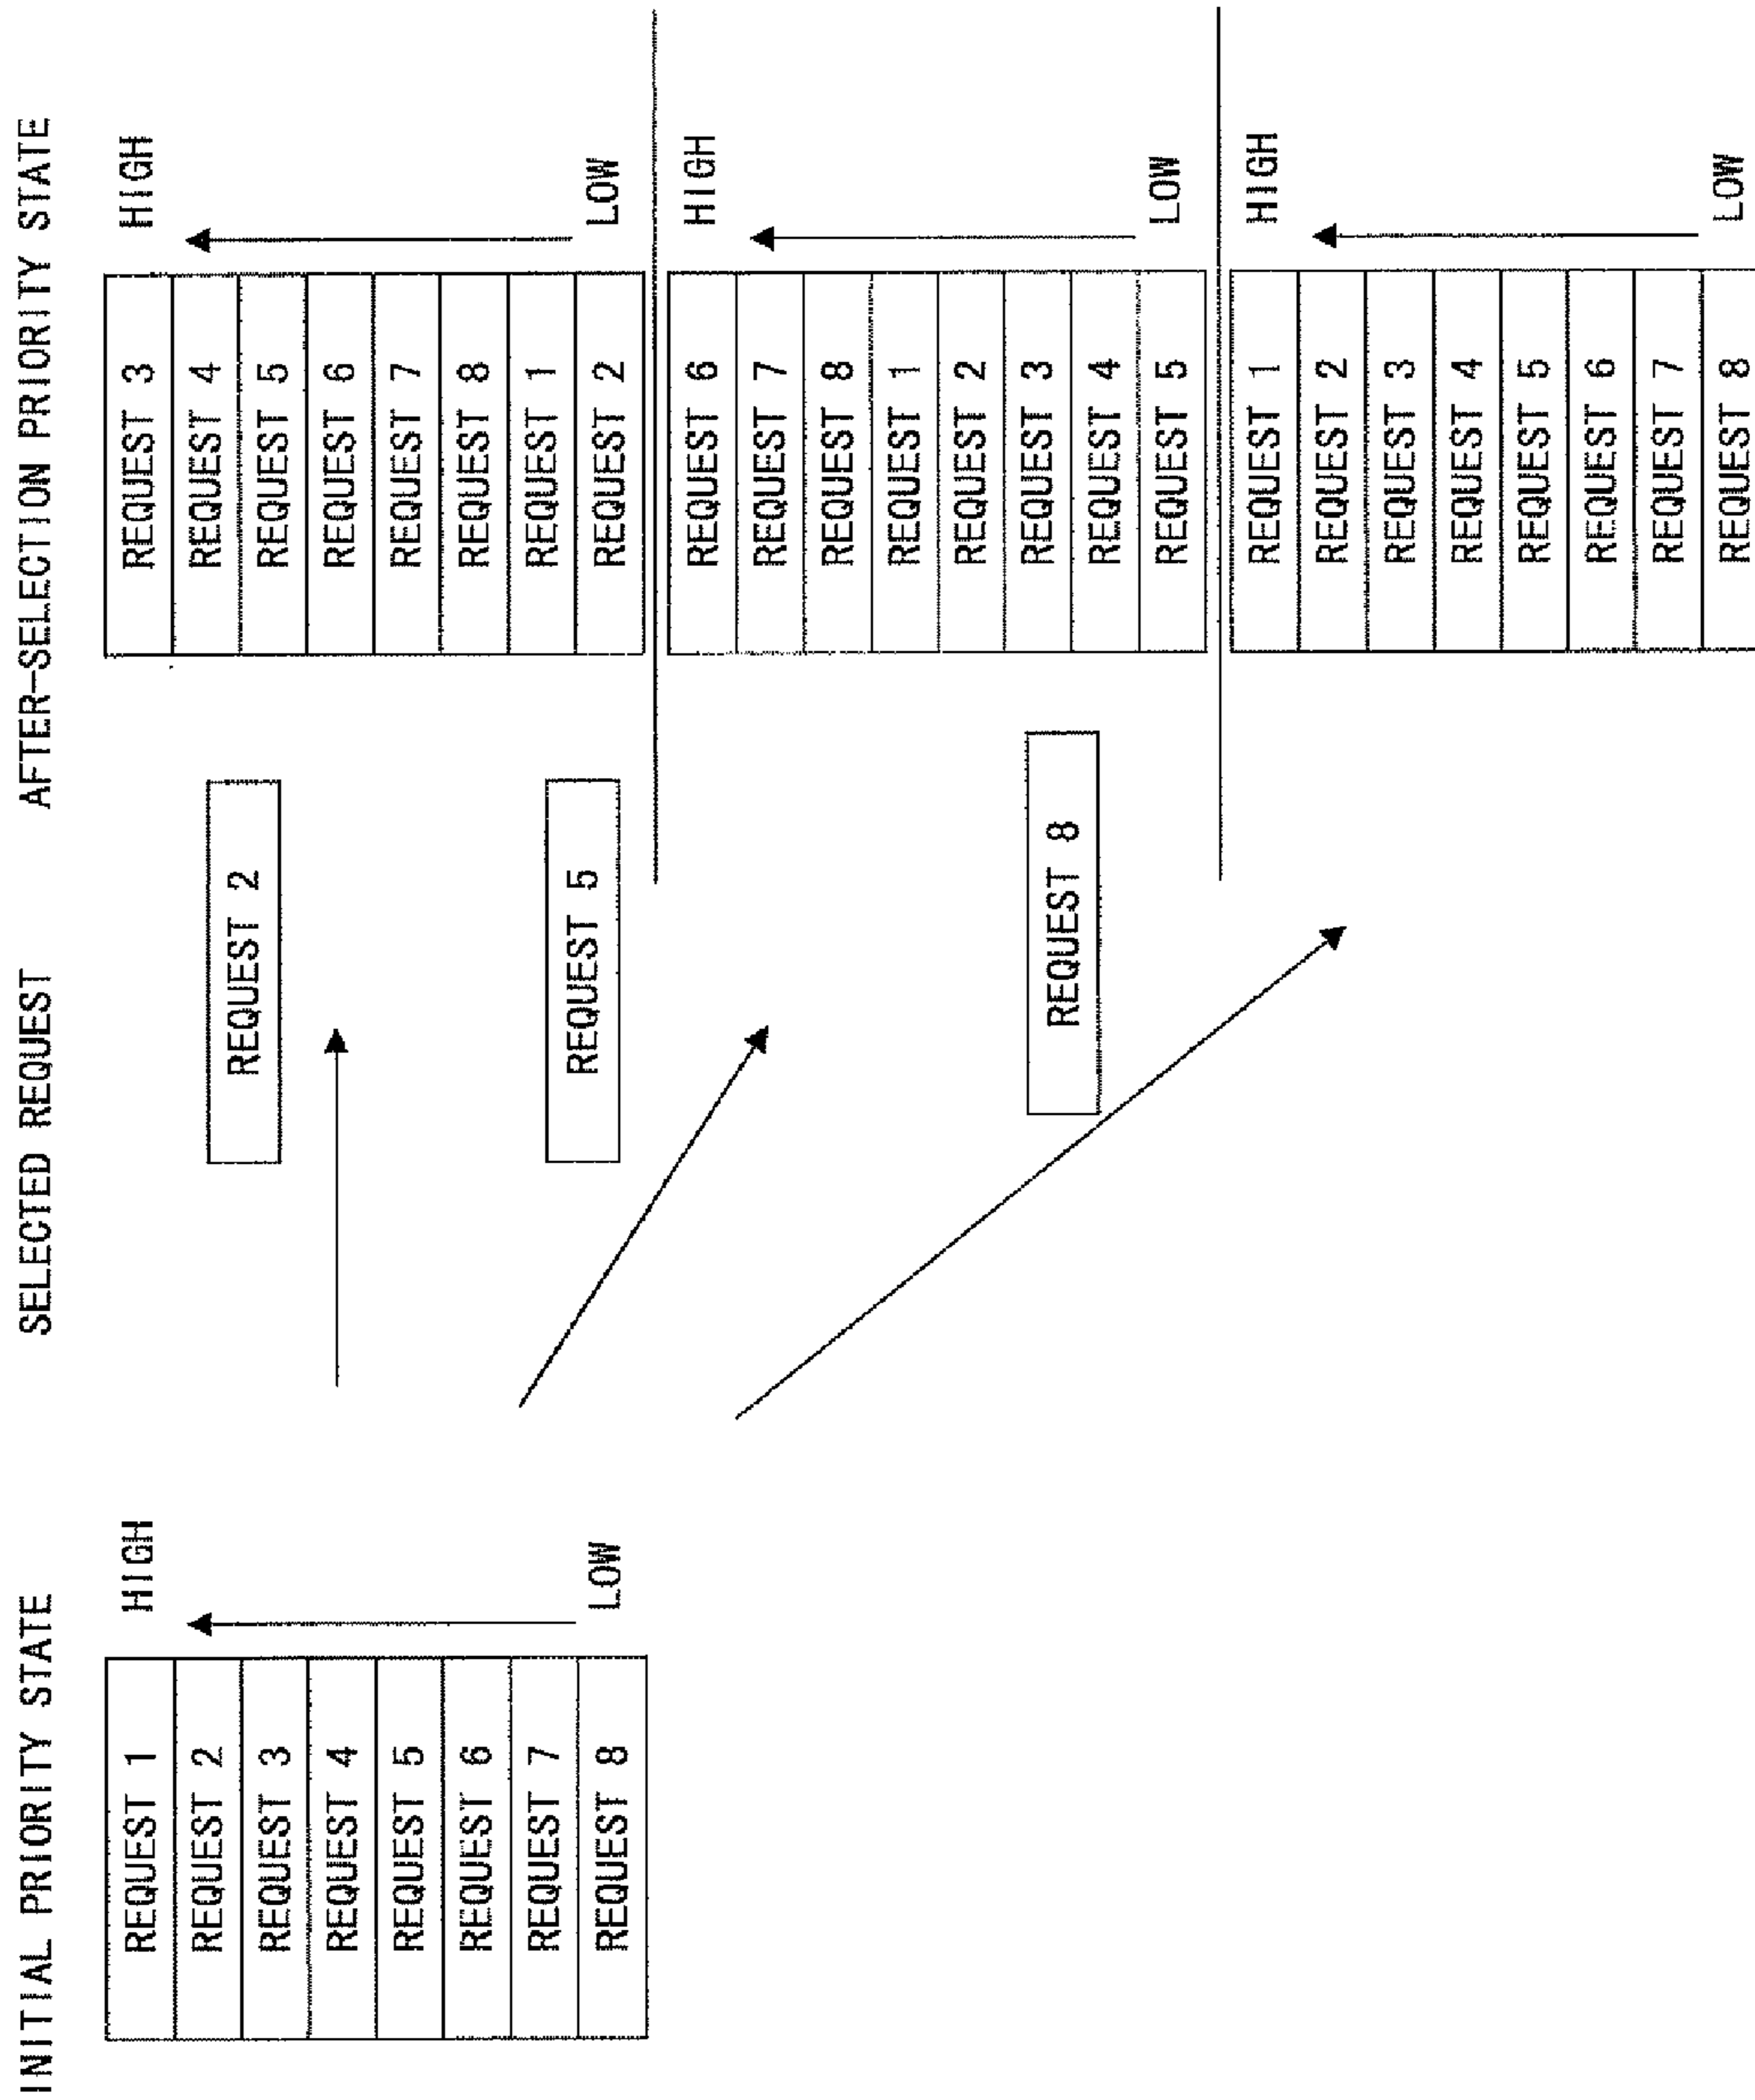 INITIAL PRIORITY STATE
SELECTED REQUEST
AFTER-SELECTION PRIORITY STATE
REQUEST 1
REQUEST 2
REQUEST 3
REQUEST 4
REQUEST 5
REQUEST 6
REQUEST 7
REQUEST 8
HIGH
LOW
REQUEST 2
REQUEST 3
REQUEST 4
REQUEST 5
REQUEST 6
REQUEST 7
REQUEST 8
REQUEST 1
REQUEST 2
HIGH
LOW
REQUEST 5
REQUEST 6
REQUEST 7
REQUEST 8
REQUEST 1
REQUEST 2
REQUEST 3
REQUEST 4
REQUEST 5
HIGH
LOW
REQUEST 8
REQUEST 1
REQUEST 2
REQUEST 3
REQUEST 4
REQUEST 5
REQUEST 6
REQUEST 7
REQUEST 8
HIGH
LOW